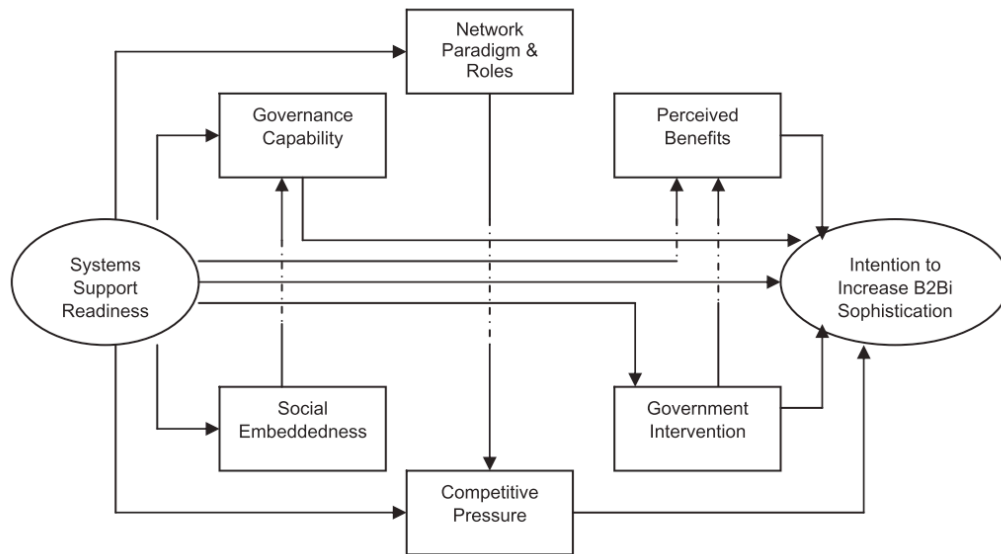 Network
Paradigm &
Roles
Governance
Capability
Perceived
Benefits
Systems
Support
Readiness
Intention to
Increase B2Bi
Sophistication
Social
Embeddedness
Government
Intervention
Competitive
Pressure